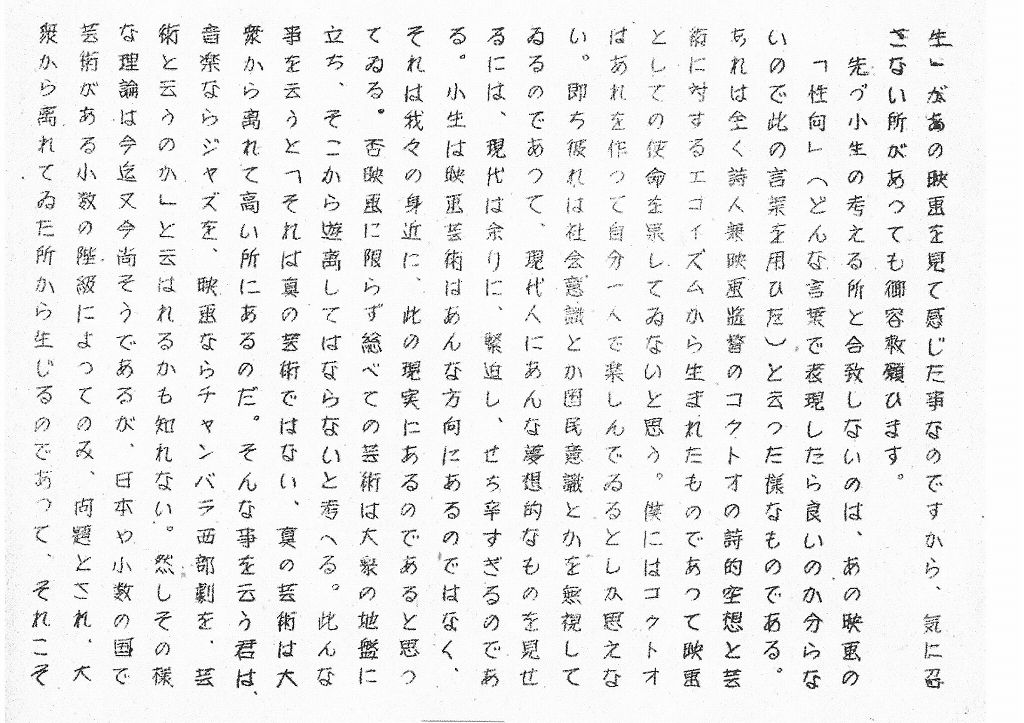 生」があの映画を見て感じた事なのですから、気に召
さない所があつても御容赦願ひます。
先づ小生の考える所と合致しないのは、あの映画の
「性向」（どんな言葉で表現したら良いのか分らな
いので此の言葉を用ひた）と云つた様なものである。
あれは全く詩人兼映画監督のコクトオの詩的空想と芸
術に対するエゴイズムから生まれたものであつて映画
としての使命を果してゐないと思う。僕にはコクトオ
はあれを作つて自分一人で楽しんでゐるとしか思えな
い。即ち彼れは社会意識とか国民意識とかを無視して
ゐるのであつて、現代人にあんな夢想的なものを見せ
るには、現代は余りに、緊迫し、せち辛すぎるのであ
る。小生は映画芸術はあんな方向にあるのではなく、
それは我々の身近に、此の現実にあるのであると思つ
てゐる。否映画に限らず総べての芸術は大衆の地盤に
立ち、そこから遊離してはならないと考へる。此んな
事を云うと「それは真の芸術ではない、真の芸術は大
衆から離れて高い所にあるのだ。そんな事を云う君は、
音楽ならジャズを、映画ならチャンバラ西部劇を、芸
術と云うのか」と云はれるかも知れない。然しその様
な理論は今迄又今尚そうであるが、日本や小数の国で
芸術がある小数の階級によつてのみ、問題とされ、大
衆から離れてゐた所から生じるのであつて、それこそ